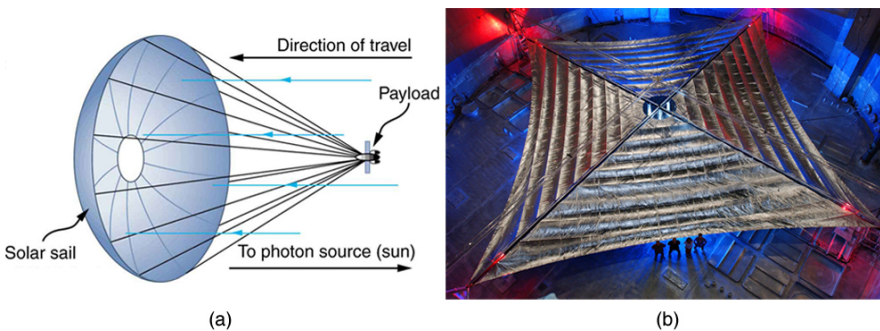 Direction of travel
Payload
Solar sail
To photon source (sun)
(a)
(b)